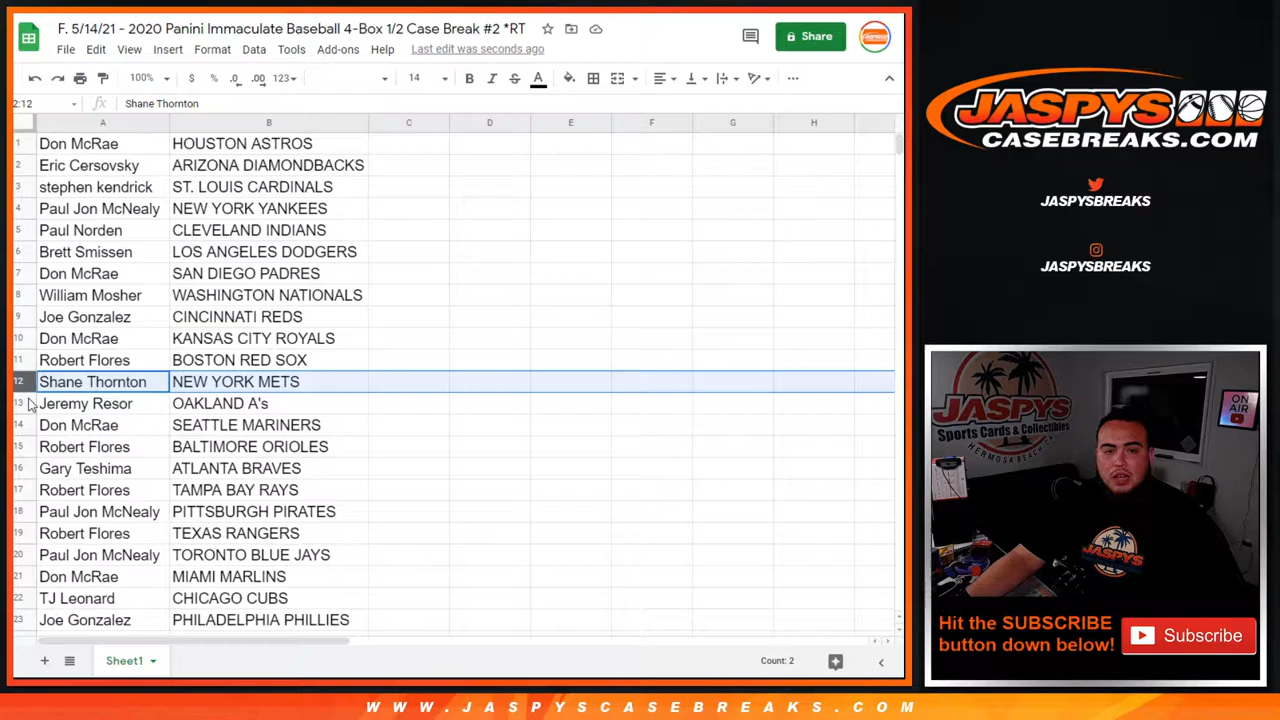 F. 5/14/21 - 2020 Panini Immaculate Baseball 4-Box 1/2 Case Break #2 *RT
File Edit View Insert Format Data Tools Add-ons Help Last edit was seconds ago
Share
100% $ % .0 .00 123 14 B I S A
2:12 fx Shane Thornton
A B C D E F G H
1 Don McRae HOUSTON ASTROS
2 Eric Cersovsky ARIZONA DIAMONDBACKS
3 stephen kendrick ST. LOUIS CARDINALS
4 Paul Jon McNealy NEW YORK YANKEES
5 Paul Norden CLEVELAND INDIANS
6 Brett Smissen LOS ANGELES DODGERS
7 Don McRae SAN DIEGO PADRES
8 William Mosher WASHINGTON NATIONALS
9 Joe Gonzalez CINCINNATI REDS
10 Don McRae KANSAS CITY ROYALS
11 Robert Flores BOSTON RED SOX
12 Shane Thornton NEW YORK METS
13 Jeremy Resor OAKLAND A's
14 Don McRae SEATTLE MARINERS
15 Robert Flores BALTIMORE ORIOLES
16 Gary Teshima ATLANTA BRAVES
17 Robert Flores TAMPA BAY RAYS
18 Paul Jon McNealy PITTSBURGH PIRATES
19 Robert Flores TEXAS RANGERS
20 Paul Jon McNealy TORONTO BLUE JAYS
21 Don McRae MIAMI MARLINS
22 TJ Leonard CHICAGO CUBS
23 Joe Gonzalez PHILADELPHIA PHILLIES
Sheet1
Count: 2
JASPYS
CASEBREAKS.COM
JASPYSBREAKS
JASPYSBREAKS
JASPYS
Sports Cards & Collectibles
HERMOSA BEACH CA
ON AIR
JASPYS
Hit the SUBSCRIBE
button down below!
Subscribe
WWW.JASPYSCASEBREAKS.COM